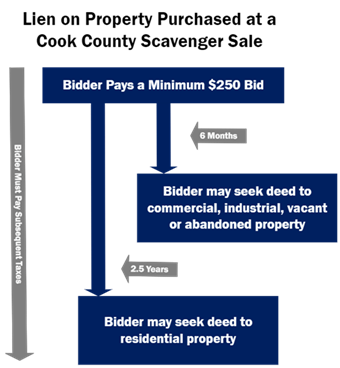 Lien on Property Purchased at a
Cook County Scavenger Sale
Bidder Pays a Minimum $250 Bid
Bidder Must Pay Subsequent Taxes
6 Months
Bidder may seek deed to
commercial, industrial, vacant
or abandoned property
2.5 Years
Bidder may seek deed to
residential property